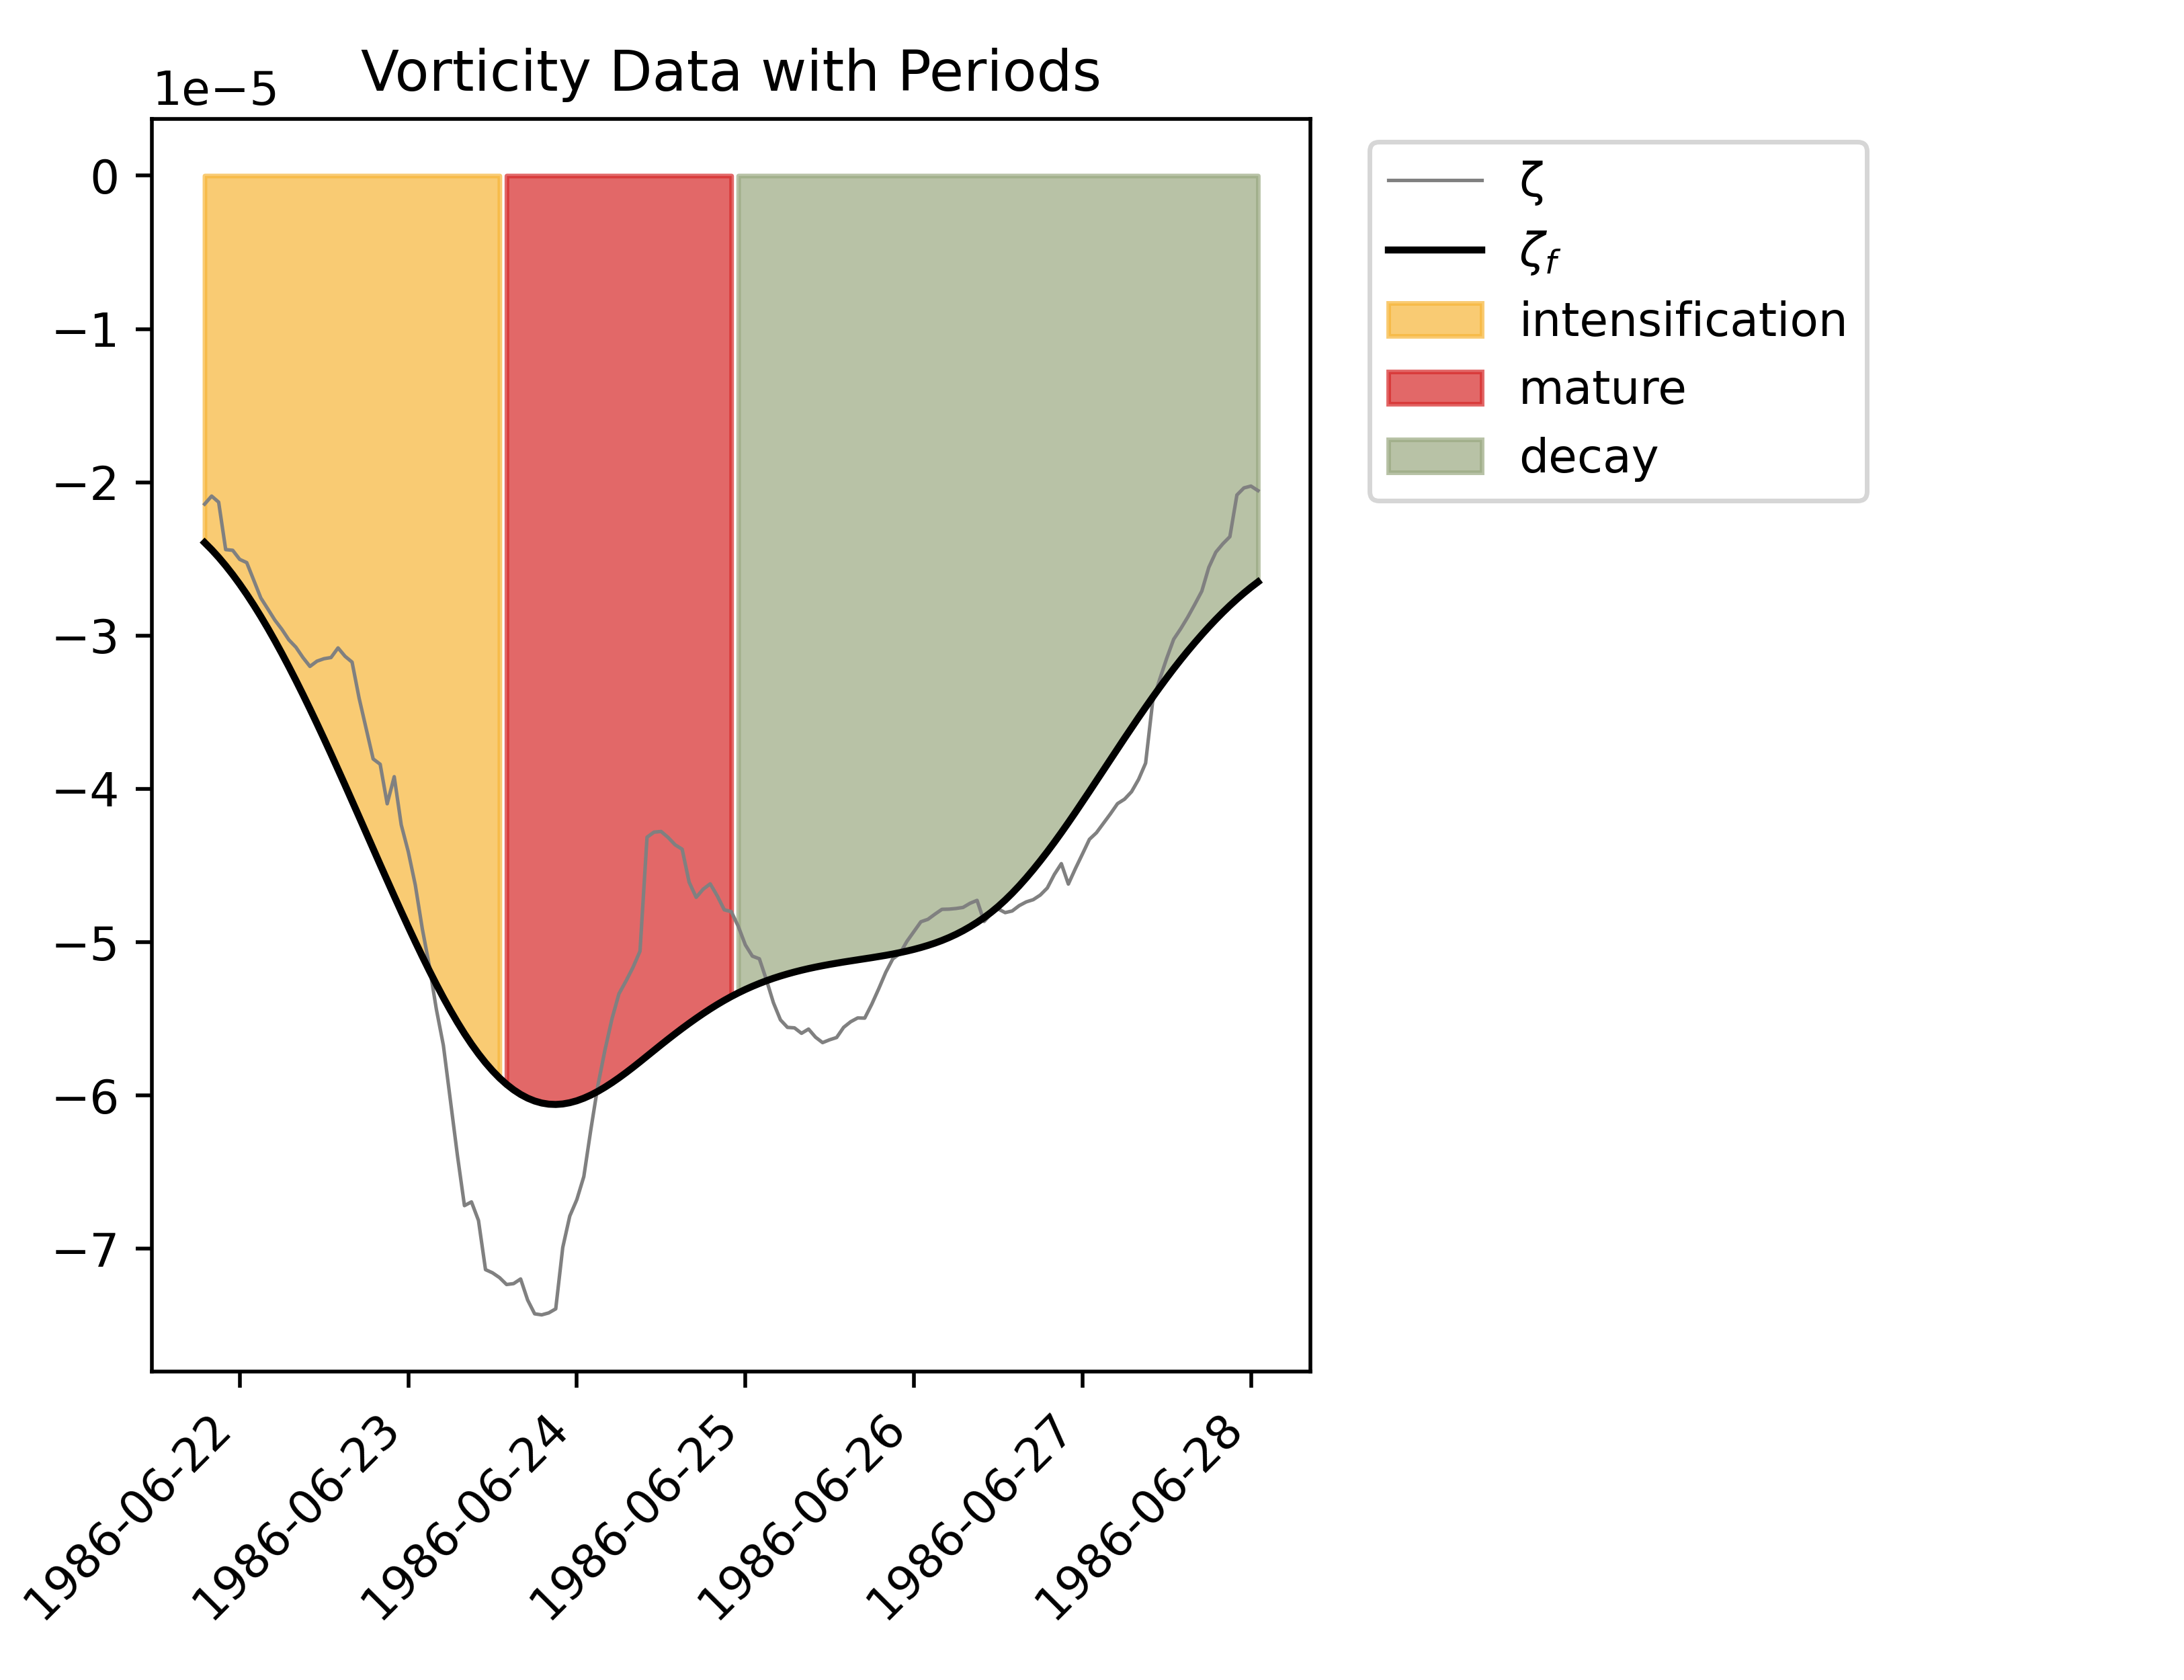 Vorticity Data with Periods
1e−5
0
−1
−2
−3
−4
−5
−6
−7
1986-06-22
1986-06-23
1986-06-24
1986-06-25
1986-06-26
1986-06-27
1986-06-28
ζ
ζf
intensification
mature
decay